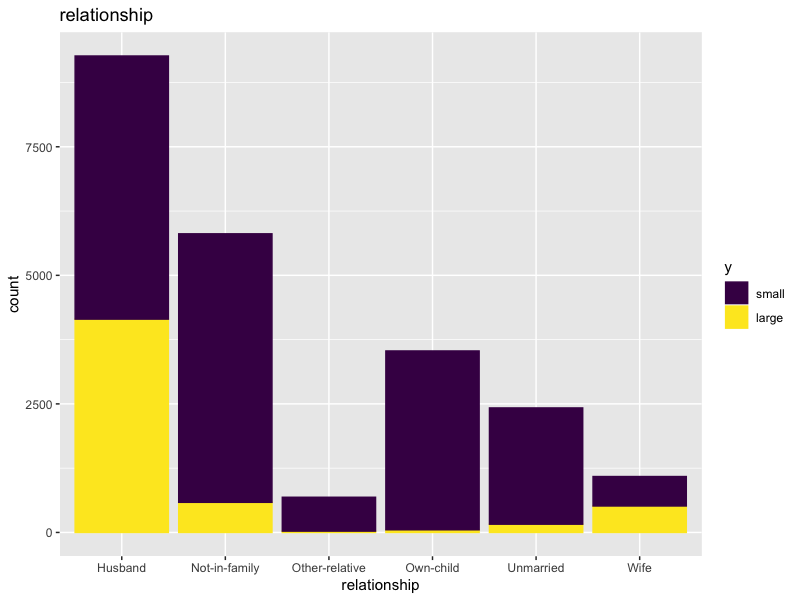 relationship
count
7500
5000
2500
0
Husband Not-in-family Other-relative Own-child Unmarried Wife
relationship
y
small
large